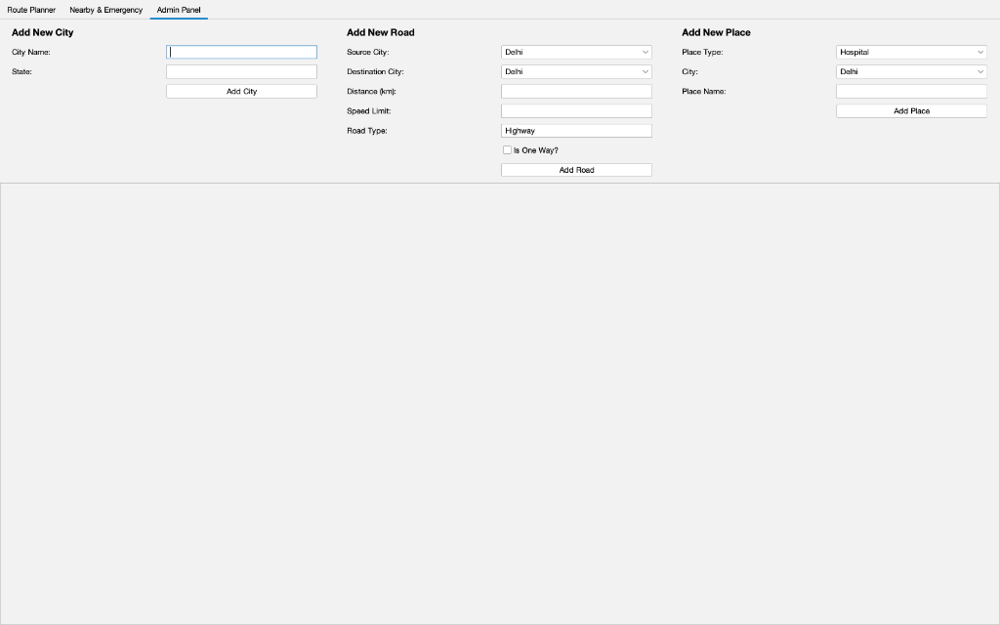 Route Planner Nearby & Emergency Admin Panel
Add New City
City Name:
State:
Add City
Add New Road
Source City: Delhi
Destination City: Delhi
Distance (km):
Speed Limit:
Road Type: Highway
Is One Way?
Add Road
Add New Place
Place Type: Hospital
City: Delhi
Place Name:
Add Place